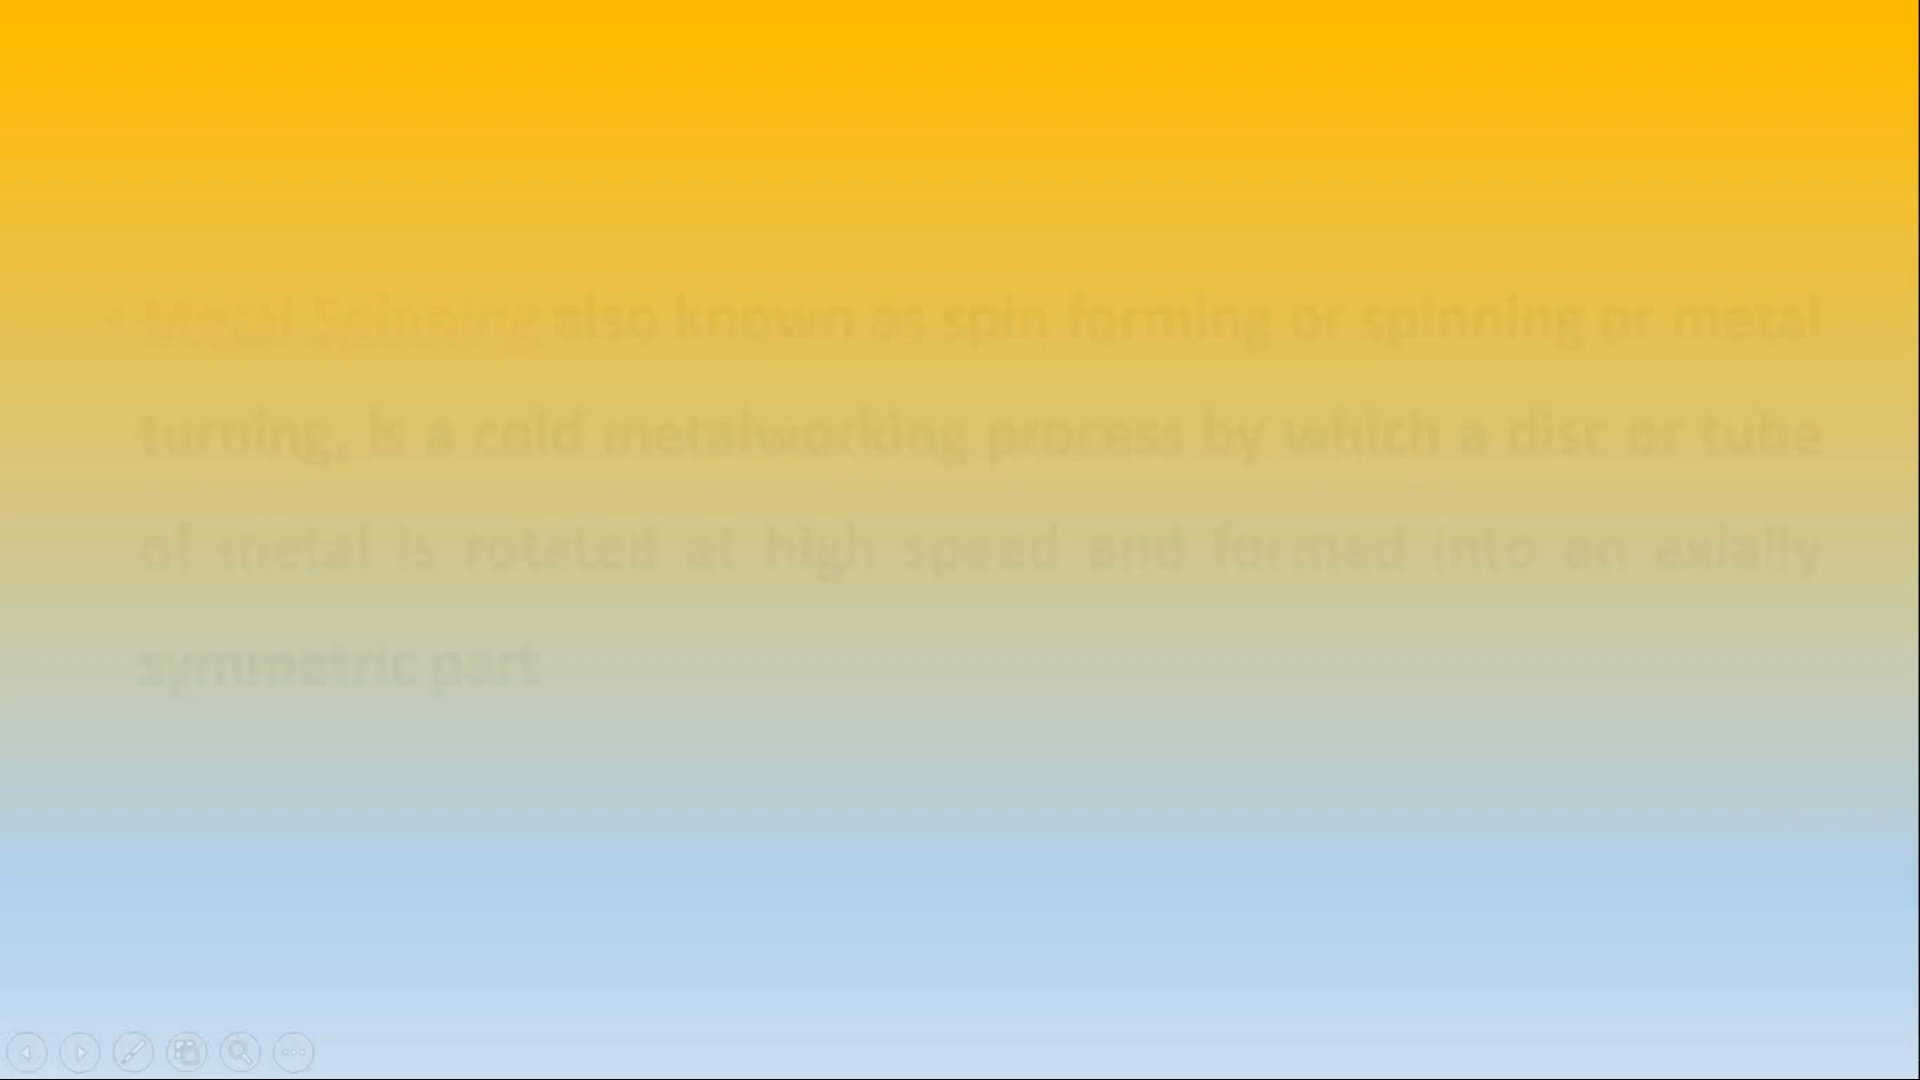 • Metal Spinning, also known as spin forming or spinning or metal
turning, is a cold metalworking process by which a disc or tube
of metal is rotated at high speed and formed into an axially
symmetric part